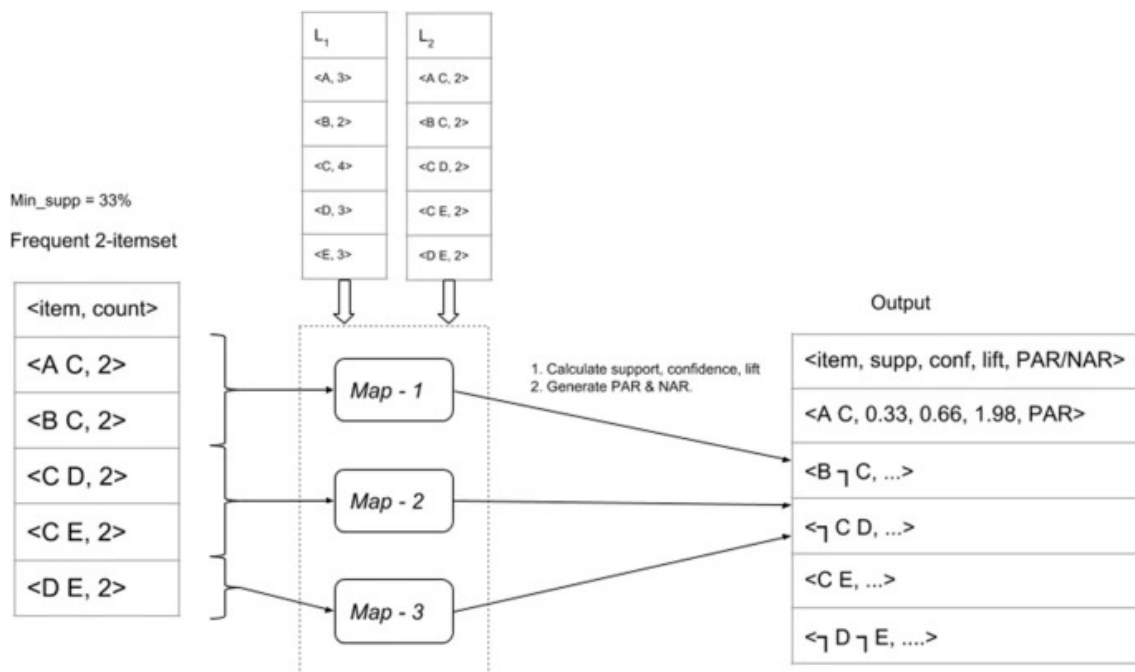 L1
<A, 3>
<B, 2>
<C, 4>
<D, 3>
<E, 3>
L2
<A C, 2>
<B C, 2>
<C D, 2>
<C E, 2>
<D E, 2>
Min_supp = 33%
Frequent 2-itemset
<item, count>
<A C, 2>
<B C, 2>
<C D, 2>
<C E, 2>
<D E, 2>
Map - 1
Map - 2
Map - 3
1. Calculate support, confidence, lift
2. Generate PAR & NAR.
Output
<item, supp, conf, lift, PAR/NAR>
<A C, 0.33, 0.66, 1.98, PAR>
<B ┐ C, ...>
<┐ C D, ...>
<C E, ...>
<┐ D ┐ E, ....>